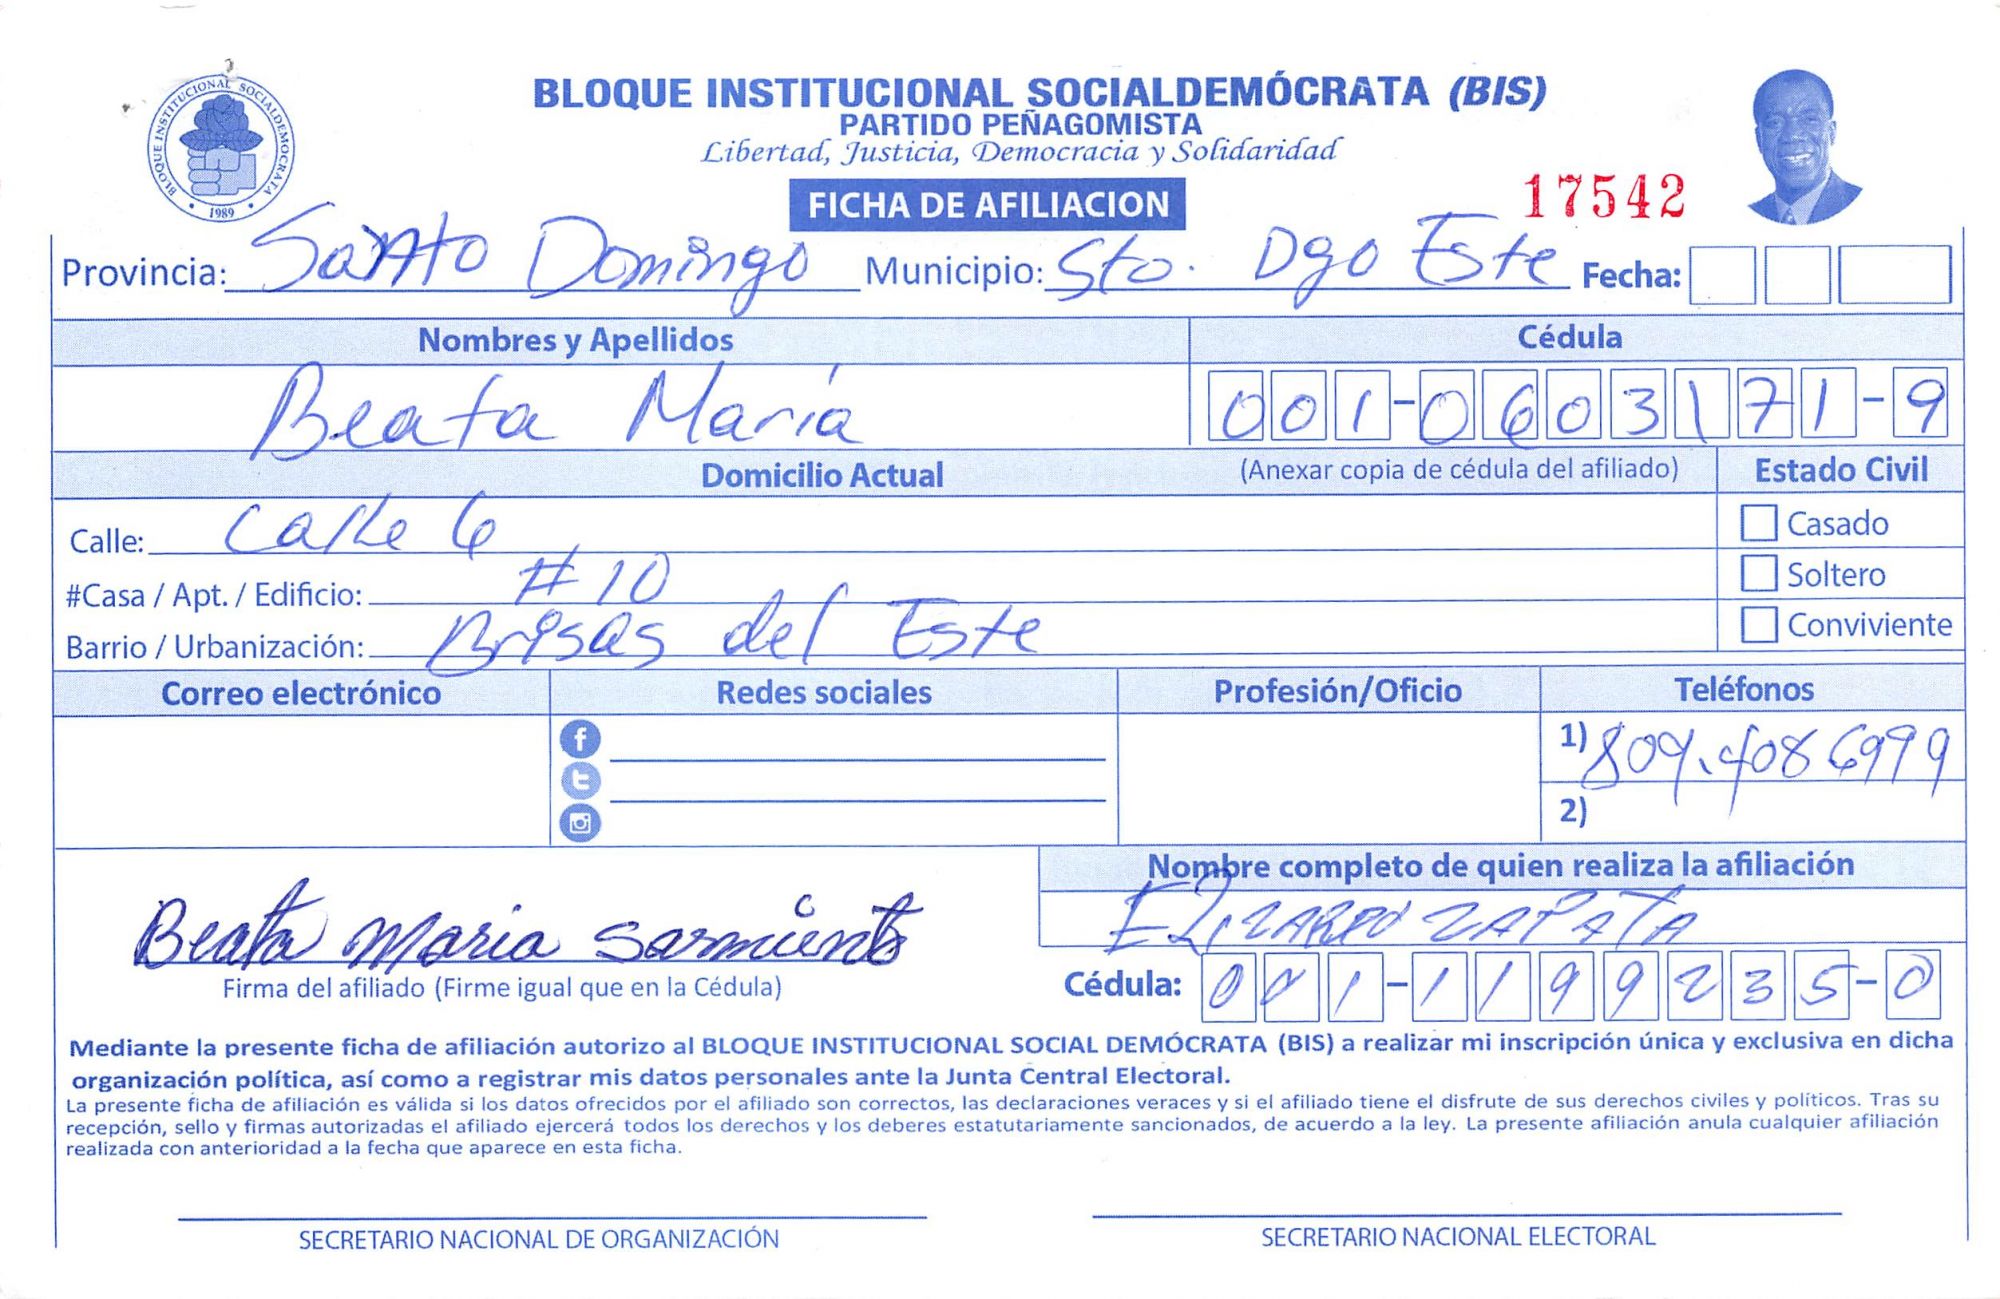 BLOQUE INSTITUCIONAL SOCIALDEMOCRATA
1989
BLOQUE INSTITUCIONAL SOCIALDEMÓCRATA (BIS)
PARTIDO PEÑAGOMISTA
Libertad, Justicia, Democracia y Solidaridad
FICHA DE AFILIACION
17542
Provincia: Santo Domingo Municipio: Sto. Dgo Este Fecha:
Nombres y Apellidos Cédula
Beata María 001-0603171-9
Domicilio Actual (Anexar copia de cédula del afiliado) Estado Civil
Calle: Calle 6 Casado
#Casa / Apt. / Edificio: #10 Soltero
Barrio / Urbanización: Brisas del Este Conviviente
Correo electrónico Redes sociales Profesión/Oficio Teléfonos
1) 809.408 6999
2)
Nombre completo de quien realiza la afiliación
Beata Maria Sarmiento ZAPATA
Firma del afiliado (Firme igual que en la Cédula) Cédula: 001-1199235-0
Mediante la presente ficha de afiliación autorizo al BLOQUE INSTITUCIONAL SOCIAL DEMÓCRATA (BIS) a realizar mi inscripción única y exclusiva en dicha
organización política, así como a registrar mis datos personales ante la Junta Central Electoral.
La presente ficha de afiliación es válida si los datos ofrecidos por el afiliado son correctos, las declaraciones veraces y si el afiliado tiene el disfrute de sus derechos civiles y políticos. Tras su
recepción, sello y firmas autorizadas el afiliado ejercerá todos los derechos y los deberes estatutariamente sancionados, de acuerdo a la ley. La presente afiliación anula cualquier afiliación
realizada con anterioridad a la fecha que aparece en esta ficha.
SECRETARIO NACIONAL DE ORGANIZACIÓN SECRETARIO NACIONAL ELECTORAL